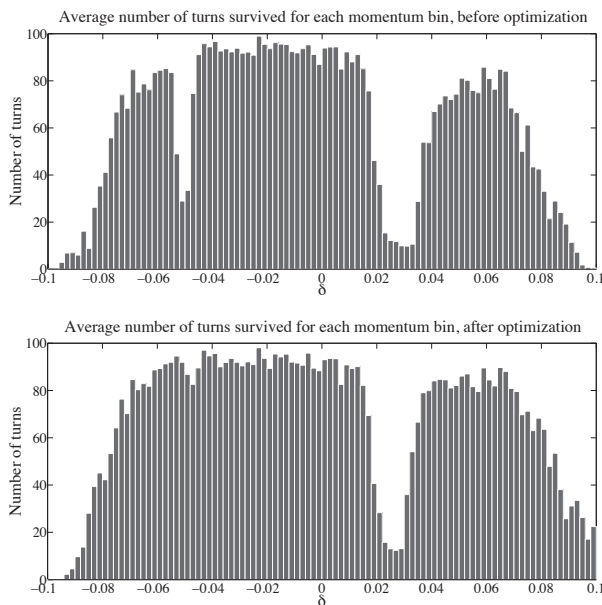 Average number of turns survived for each momentum bin, before optimization
100
80
60
40
20
0
Number of turns
−0.1 −0.08 −0.06 −0.04 −0.02 0 0.02 0.04 0.06 0.08 0.1
δ
Average number of turns survived for each momentum bin, after optimization
100
80
60
40
20
0
Number of turns
−0.1 −0.08 −0.06 −0.04 −0.02 0 0.02 0.04 0.06 0.08 0.1
δ